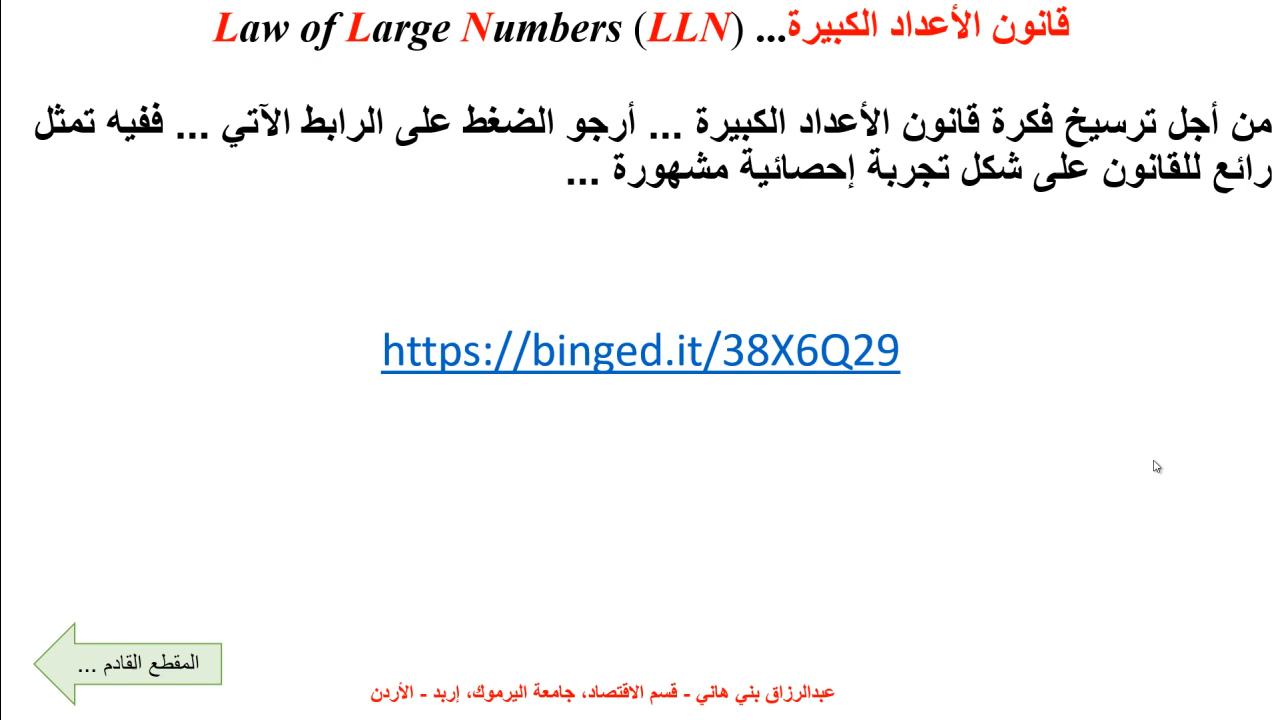 قانون الأعداد الكبيرة... Law of Large Numbers (LLN)
من أجل ترسيخ فكرة قانون الأعداد الكبيرة ... أرجو الضغط على الرابط الآتي ... ففيه تمثل
رائع للقانون على شكل تجربة إحصائية مشهورة ...
https://binged.it/38X6Q29
المقطع القادم ...
عبدالرزاق بني هاني - قسم الاقتصاد، جامعة اليرموك، إربد - الأردن